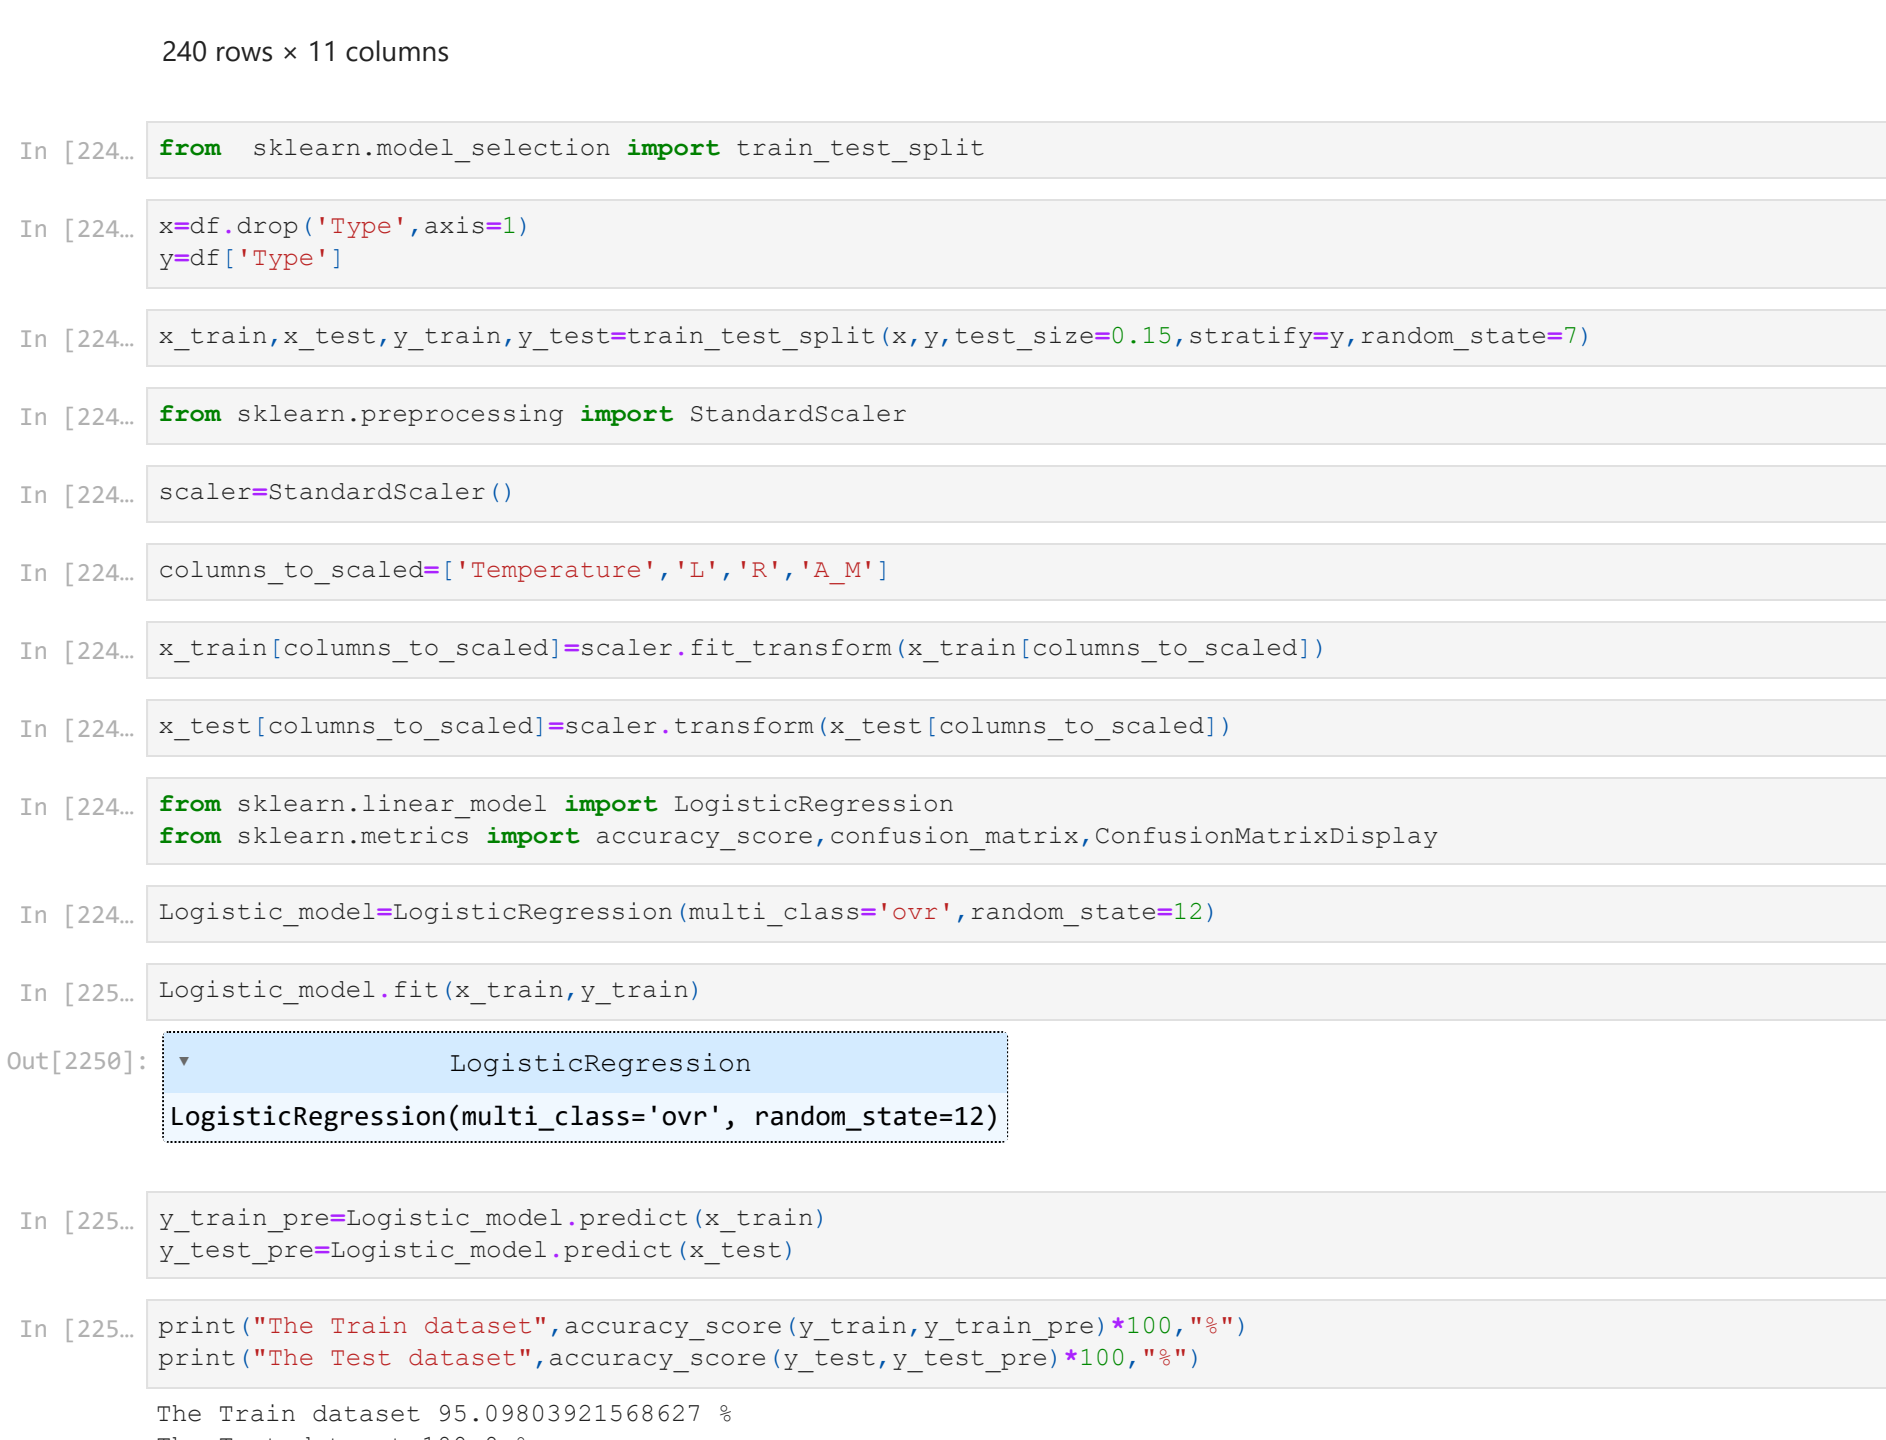 240 rows × 11 columns
In [224…
from  sklearn.model_selection import train_test_split
In [224…
x=df.drop('Type',axis=1)
y=df['Type']
In [224…
x_train,x_test,y_train,y_test=train_test_split(x,y,test_size=0.15,stratify=y,random_state=7)
In [224…
from sklearn.preprocessing import StandardScaler
In [224…
scaler=StandardScaler()
In [224…
columns_to_scaled=['Temperature','L','R','A_M']
In [224…
x_train[columns_to_scaled]=scaler.fit_transform(x_train[columns_to_scaled])
In [224…
x_test[columns_to_scaled]=scaler.transform(x_test[columns_to_scaled])
In [224…
from sklearn.linear_model import LogisticRegression
from sklearn.metrics import accuracy_score,confusion_matrix,ConfusionMatrixDisplay
In [224…
Logistic_model=LogisticRegression(multi_class='ovr',random_state=12)
In [225…
Logistic_model.fit(x_train,y_train)
Out[2250]:
LogisticRegression
LogisticRegression(multi_class='ovr', random_state=12)
In [225…
y_train_pre=Logistic_model.predict(x_train)
y_test_pre=Logistic_model.predict(x_test)
In [225…
print("The Train dataset",accuracy_score(y_train,y_train_pre)*100,"%")
print("The Test dataset",accuracy_score(y_test,y_test_pre)*100,"%")
The Train dataset 95.09803921568627 %